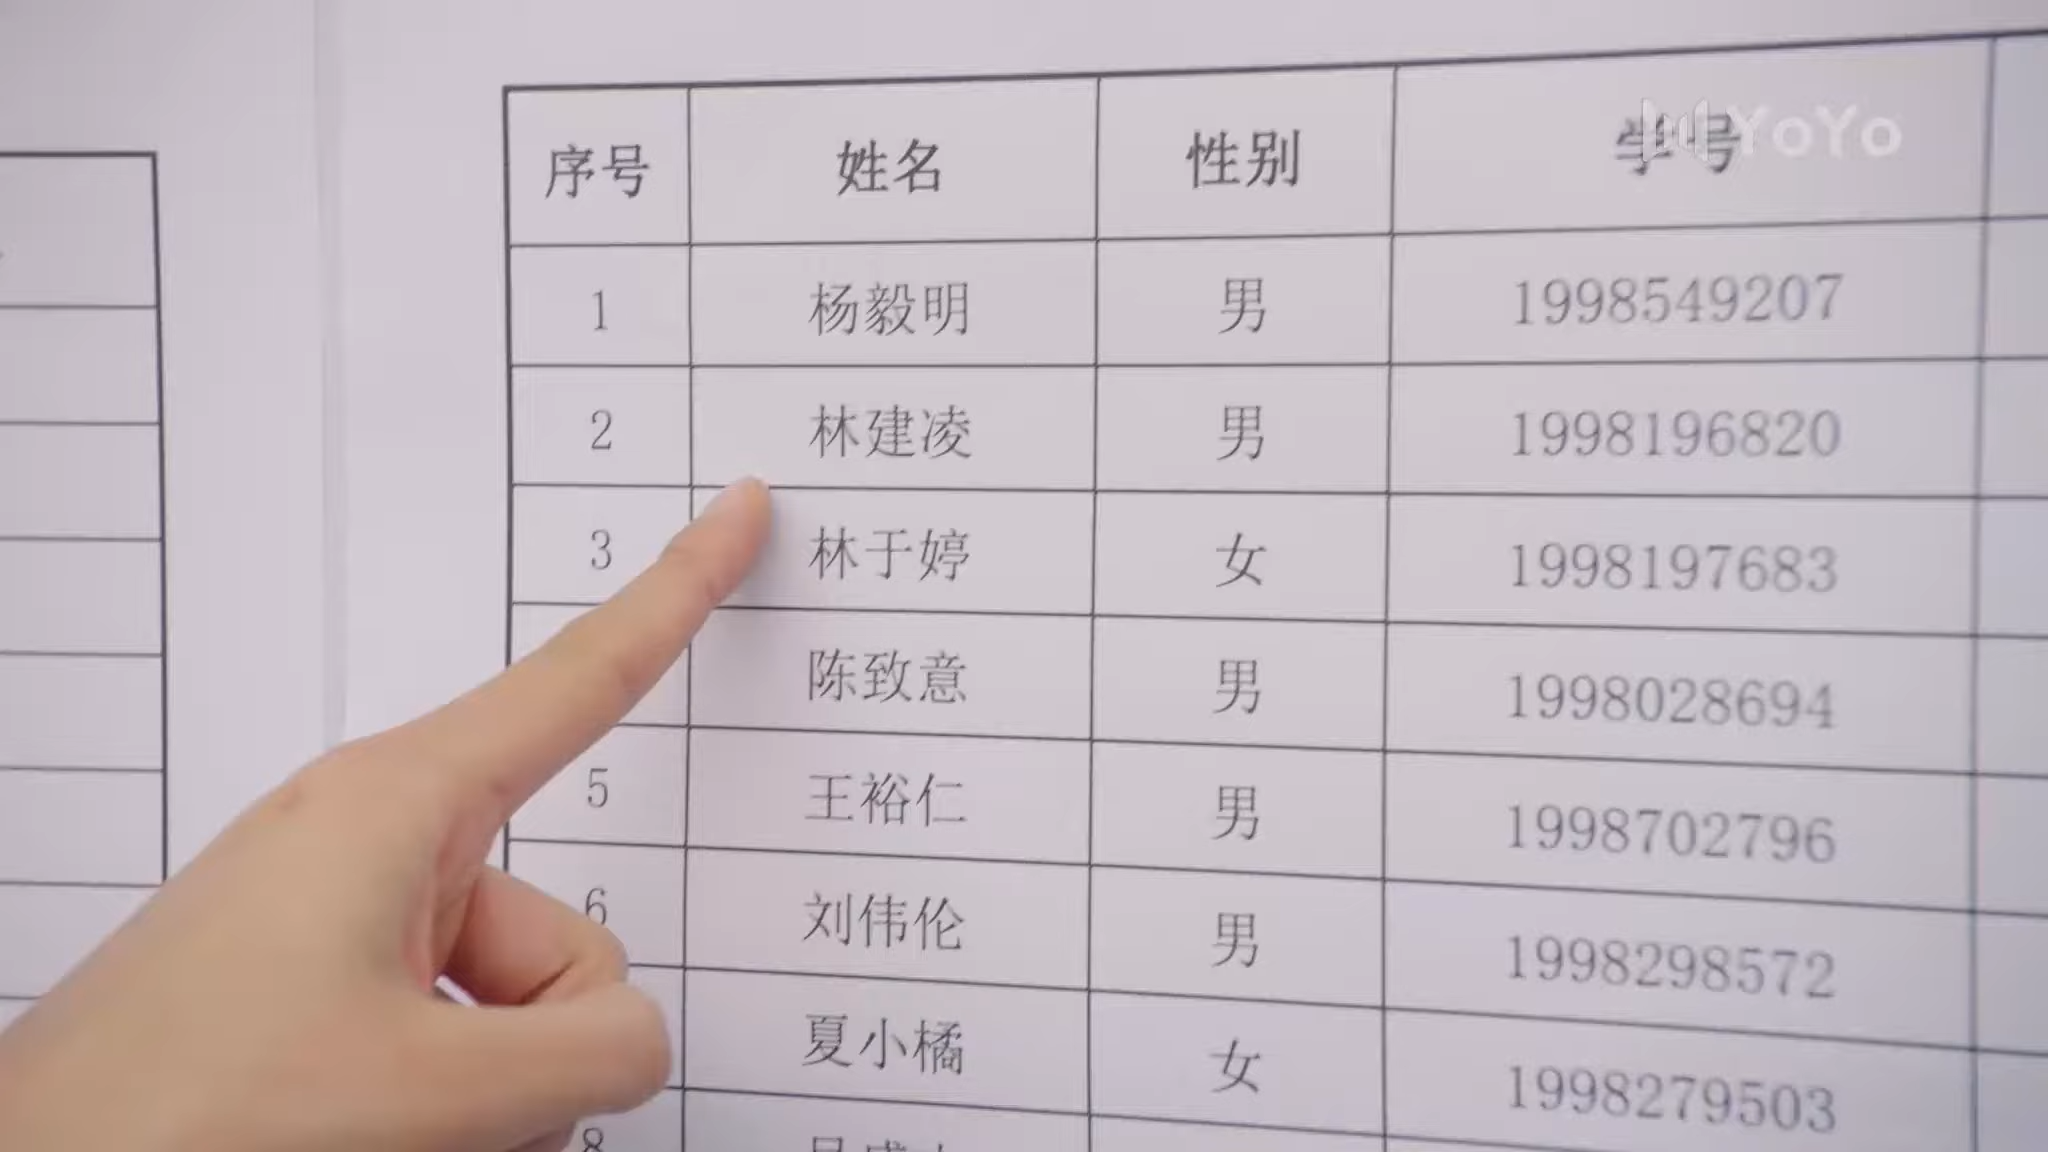 序号 姓名 性别 学号
YoYo
1 杨毅明 男 1998549207
2 林建凌 男 1998196820
3 林于婷 女 1998197683
陈致意 男 1998028694
5 王裕仁 男 1998702796
6 刘伟伦 男 1998298572
夏小橘 女 1998279503
8